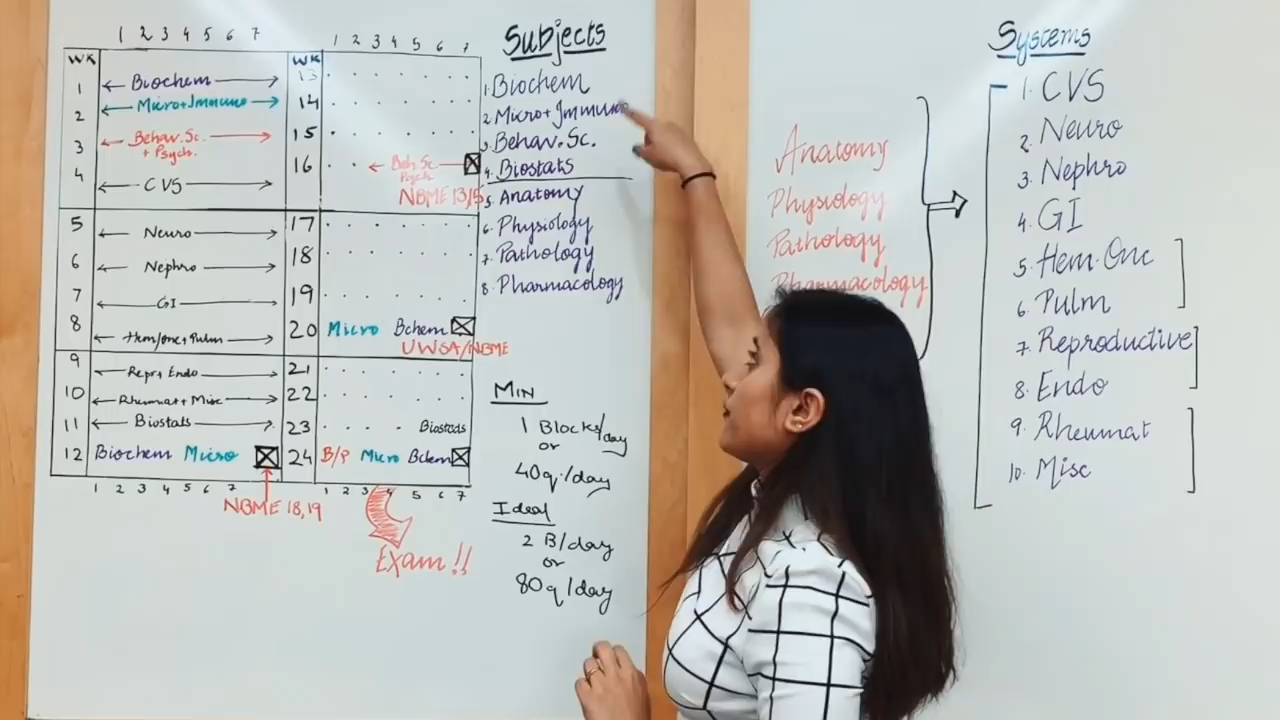 1 2 3 4 5 6 7
WK
1 Biochem
2 Micro+Immuno
3 Behav. Sc. + Psych.
4 CVS
5 Neuro
6 Nephro
7 GI
8 Hem/onc + Pulm
9 Repr + Endo
10 Rheumat + Misc
11 Biostats
12 Biochem Micro
1 2 3 4 5 6 7
NBME 18,19
1 2 3 4 5 6 7
WK
13
14
15
16 Beh Sc Psych
NBME 13/15
17
18
19
20 Micro Bchem
UWSA/NBME
21
22
23 Biostads
24 B/P Micro Bchem
1 2 3 4 5 6 7
Exam !!
Subjects
1. Biochem
2 Micro+ Immuno
3 Behav. Sc.
4. Biostats
5 Anatomy
6. Physiology
7. Pathology
8. Pharmacology
MIN
1 Blocks/day
or
40q./day
Ideal
2 B/day
or
80q/day
Anatomy
Physiology
Pathology
Pharmacology
Systems
1. CVS
2. Neuro
3. Nephro
4. GI
5. Hem. Onc
6. Pulm
7. Reproductive
8. Endo
9. Rheumat
10. Misc